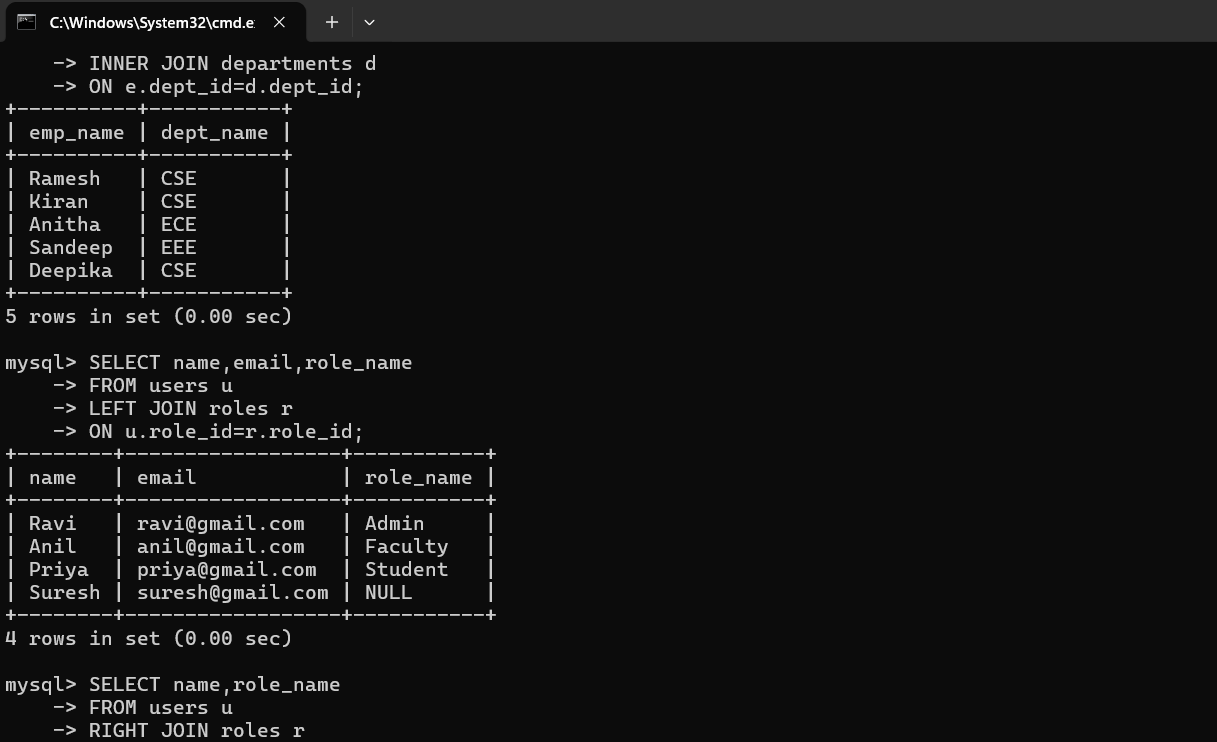 C:\Windows\System32\cmd.e
-> INNER JOIN departments d
-> ON e.dept_id=d.dept_id;
+----------+-----------+
| emp_name | dept_name |
+----------+-----------+
| Ramesh   | CSE       |
| Kiran    | CSE       |
| Anitha   | ECE       |
| Sandeep  | EEE       |
| Deepika  | CSE       |
+----------+-----------+
5 rows in set (0.00 sec)
mysql> SELECT name,email,role_name
    -> FROM users u
    -> LEFT JOIN roles r
    -> ON u.role_id=r.role_id;
+--------+------------------+-----------+
| name   | email            | role_name |
+--------+------------------+-----------+
| Ravi   | ravi@gmail.com   | Admin     |
| Anil   | anil@gmail.com   | Faculty   |
| Priya  | priya@gmail.com  | Student   |
| Suresh | suresh@gmail.com | NULL      |
+--------+------------------+-----------+
4 rows in set (0.00 sec)
mysql> SELECT name,role_name
    -> FROM users u
    -> RIGHT JOIN roles r